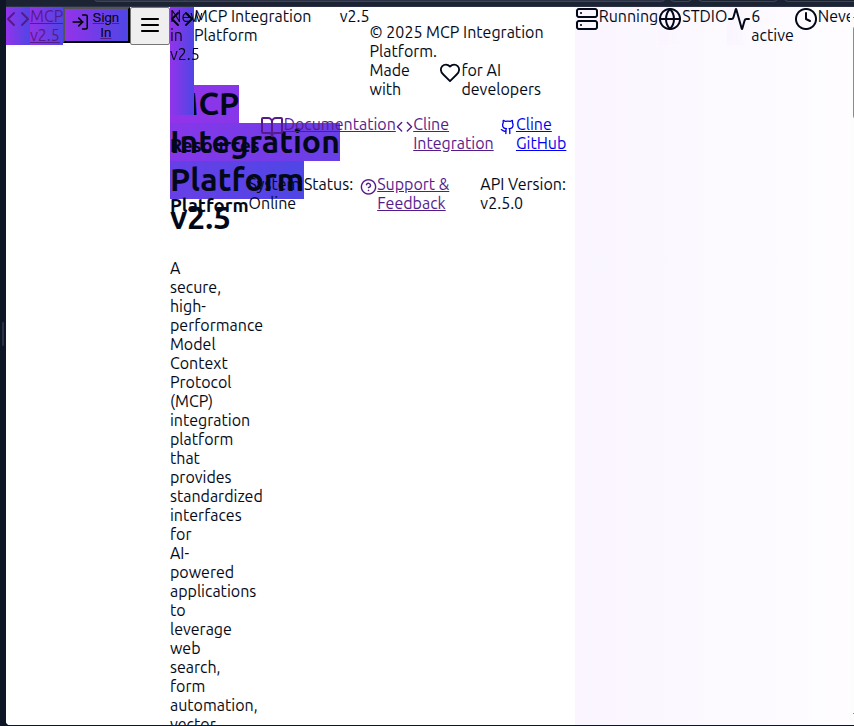 MCP v2.5
Sign In
New in v2.5
MCP Integration Platform
v2.5
© 2025 MCP Integration Platform.
Made with
for AI developers
Running
STDIO
6 active
MCP Integration Platform v2.5
Resources
Documentation
Cline Integration
Cline GitHub
Platform
System Status: Online
Support & Feedback
API Version: v2.5.0
A
secure,
high-
performance
Model
Context
Protocol
(MCP)
integration
platform
that
provides
standardized
interfaces
for
AI-
powered
applications
to
leverage
web
search,
form
automation,
vector